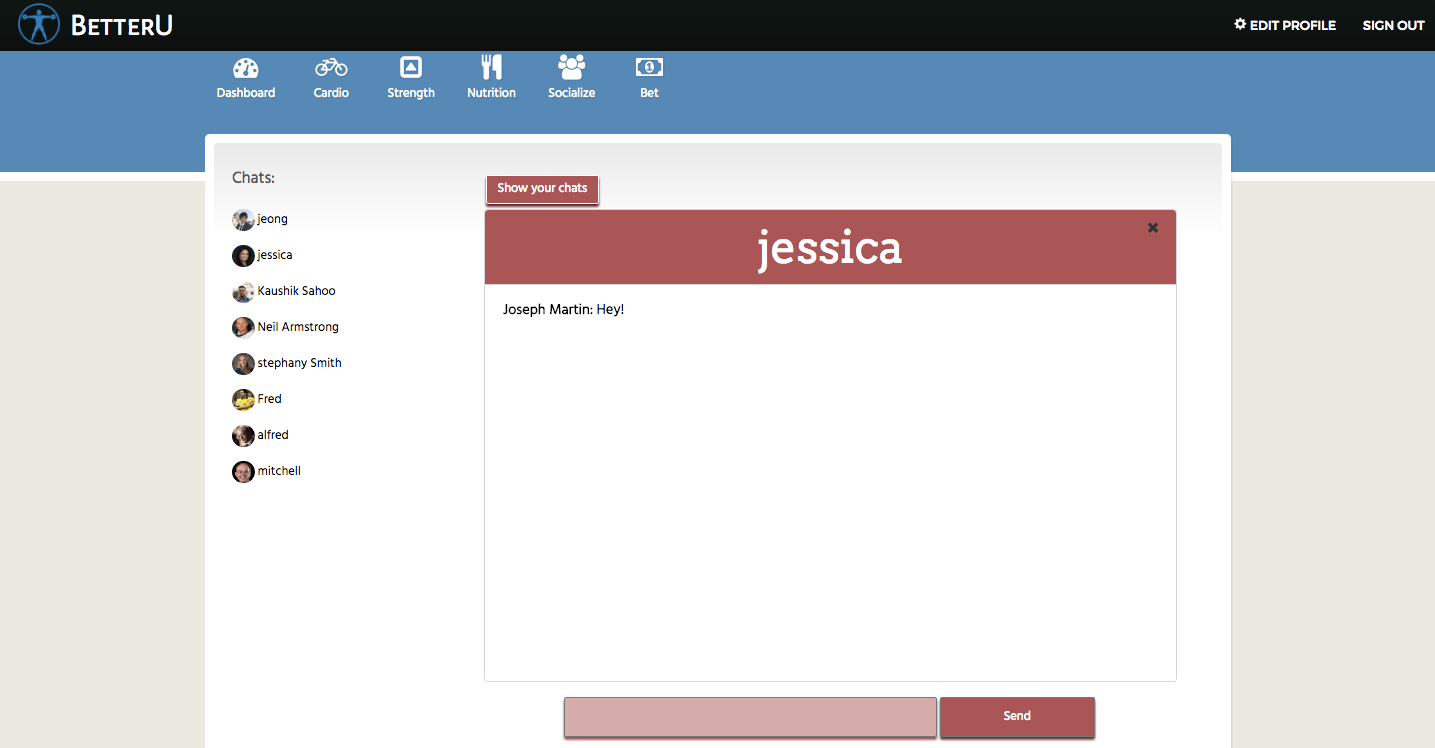 BetterU
EDIT PROFILE
SIGN OUT
Dashboard
Cardio
Strength
Nutrition
Socialize
Bet
Chats:
jeong
jessica
Kaushik Sahoo
Neil Armstrong
stephany Smith
Fred
alfred
mitchell
Show your chats
jessica
Joseph Martin: Hey!
Send